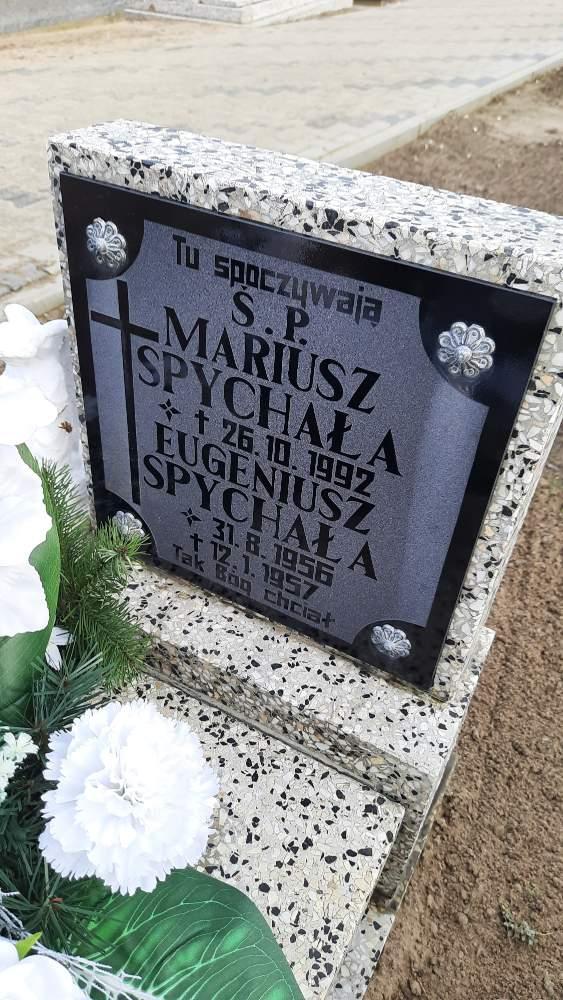 Tu spoczywają
Ś.P.
MARIUSZ
SPYCHAŁA
✧ † 26.10.1992
EUGENIUSZ
SPYCHAŁA
✧ 31.8.1956
† 12.1.1957
Tak Bóg chciał